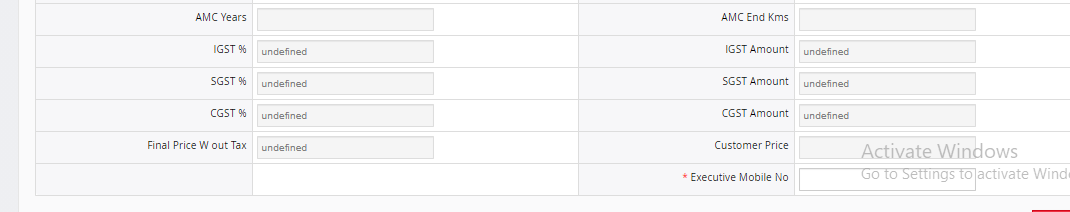 AMC Years
AMC End Kms
IGST % undefined
IGST Amount undefined
SGST % undefined
SGST Amount undefined
CGST % undefined
CGST Amount undefined
Final Price W out Tax undefined
Customer Price
Activate Windows
* Executive Mobile No
Go to Settings to activate Wind